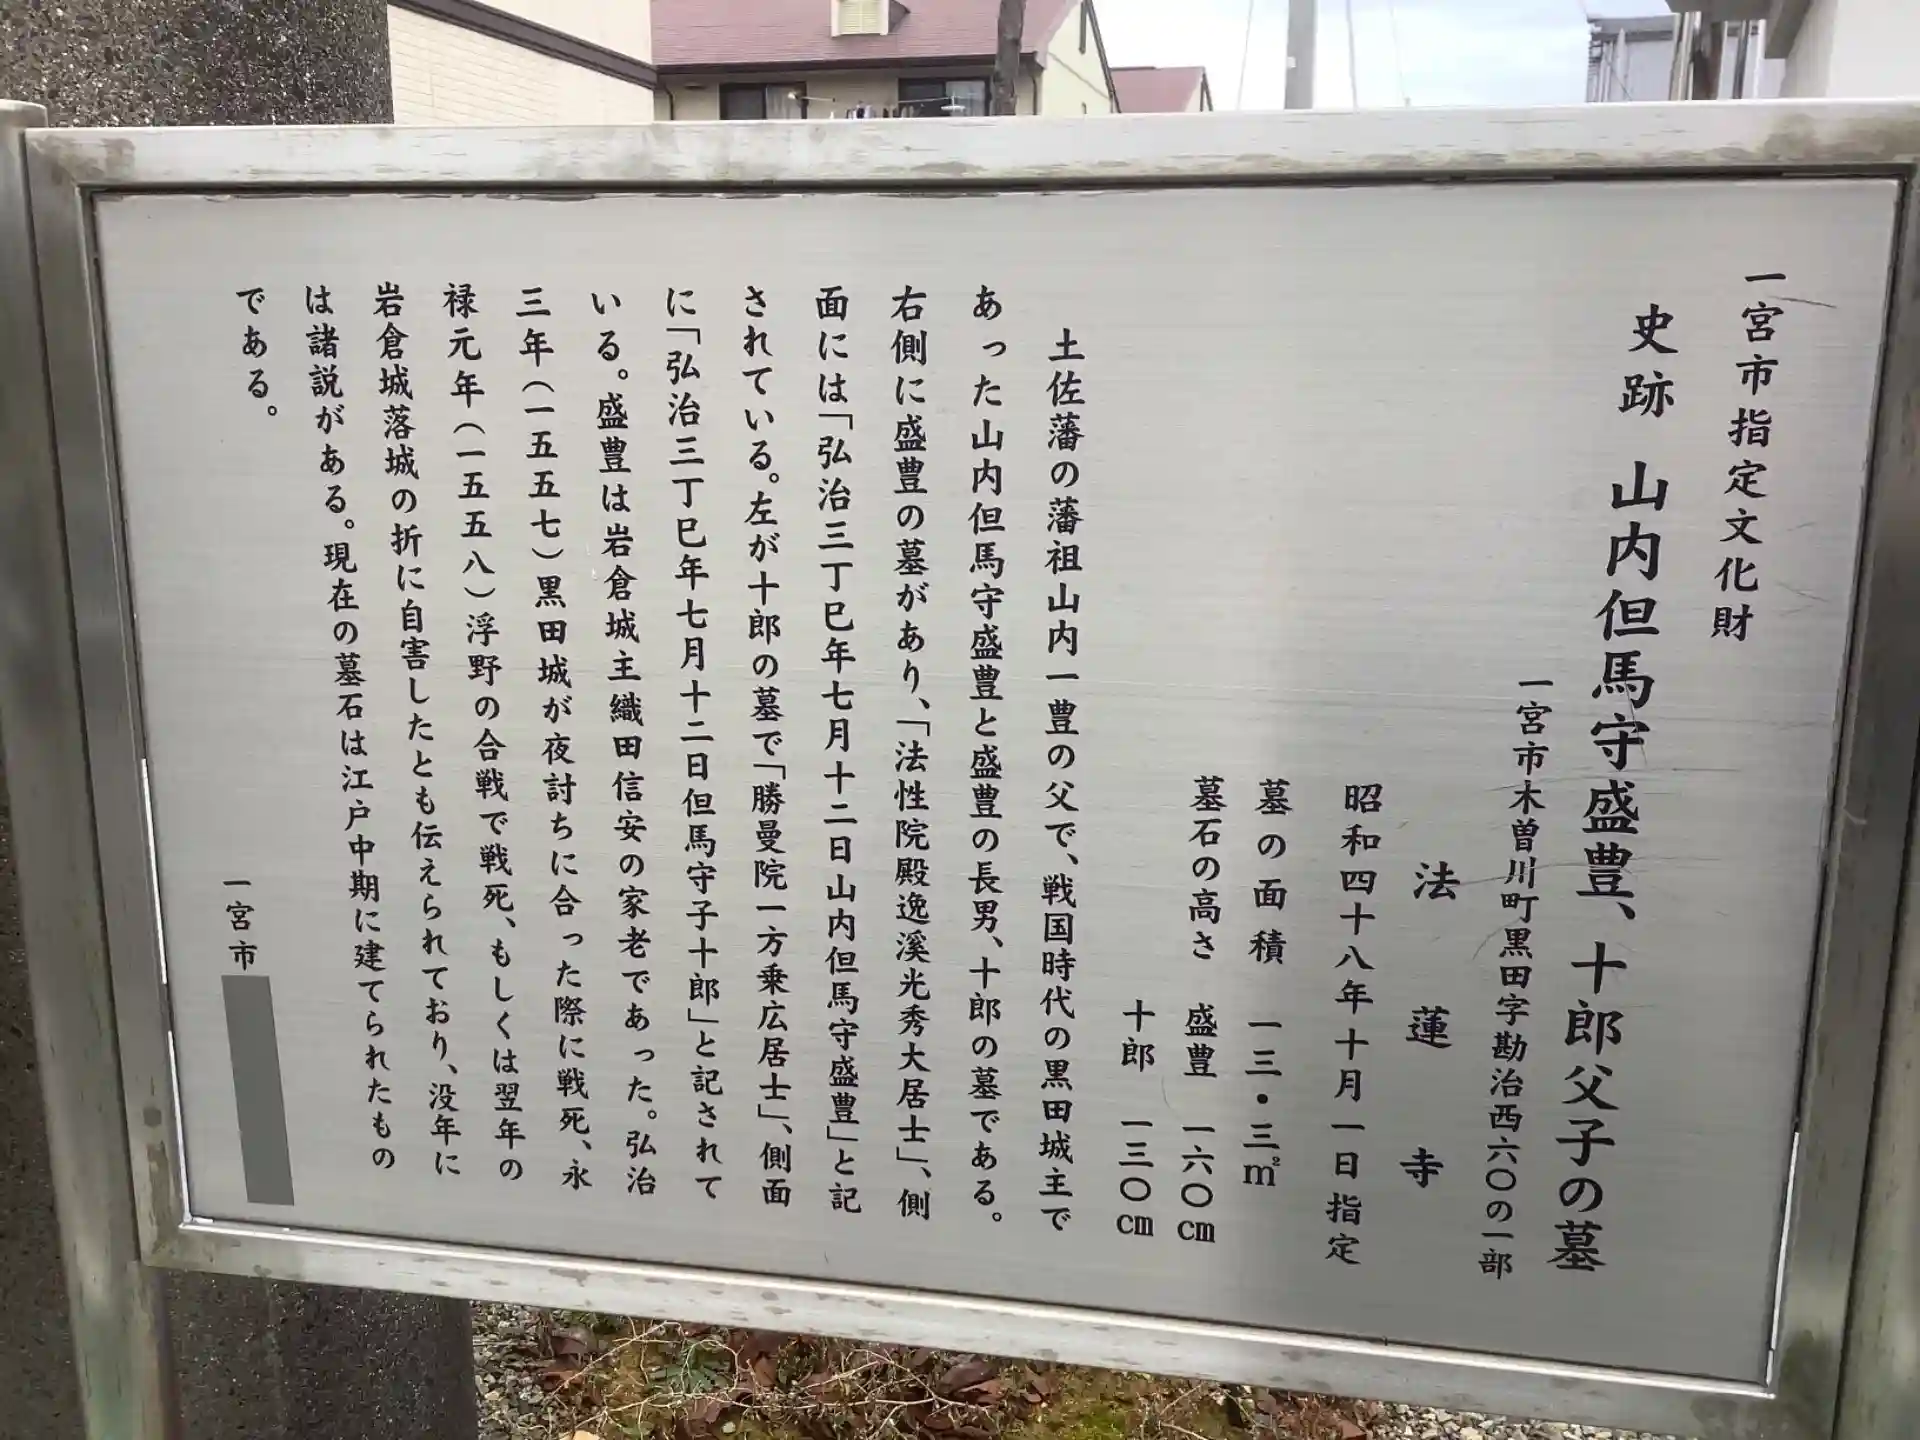 一宮市指定文化財
史跡 山内但馬守盛豊、十郎父子の墓
一宮市木曽川町黒田字勘治西六〇の一部
法蓮寺
昭和四十八年十月一日指定
墓の面積 一三・三㎡
墓石の高さ 盛豊 一六〇㎝
十郎 一三〇㎝
土佐藩の藩祖山内一豊の父で、戦国時代の黒田城主で
あった山内但馬守盛豊と盛豊の長男、十郎の墓である。
右側に盛豊の墓があり、「法性院殿逸溪光秀大居士」、側
面には「弘治三丁巳年七月十二日山内但馬守盛豊」と記
されている。左が十郎の墓で「勝曼院一方乗広居士」、側面
に「弘治三丁巳年七月十二日但馬守子十郎」と記されて
いる。盛豊は岩倉城主織田信安の家老であった。弘治
三年(一五五七)黒田城が夜討ちに合った際に戦死、永
禄元年(一五五八)浮野の合戦で戦死、もしくは翌年の
岩倉城落城の折に自害したとも伝えられており、没年に
は諸説がある。現在の墓石は江戸中期に建てられたもの
である。
一宮市